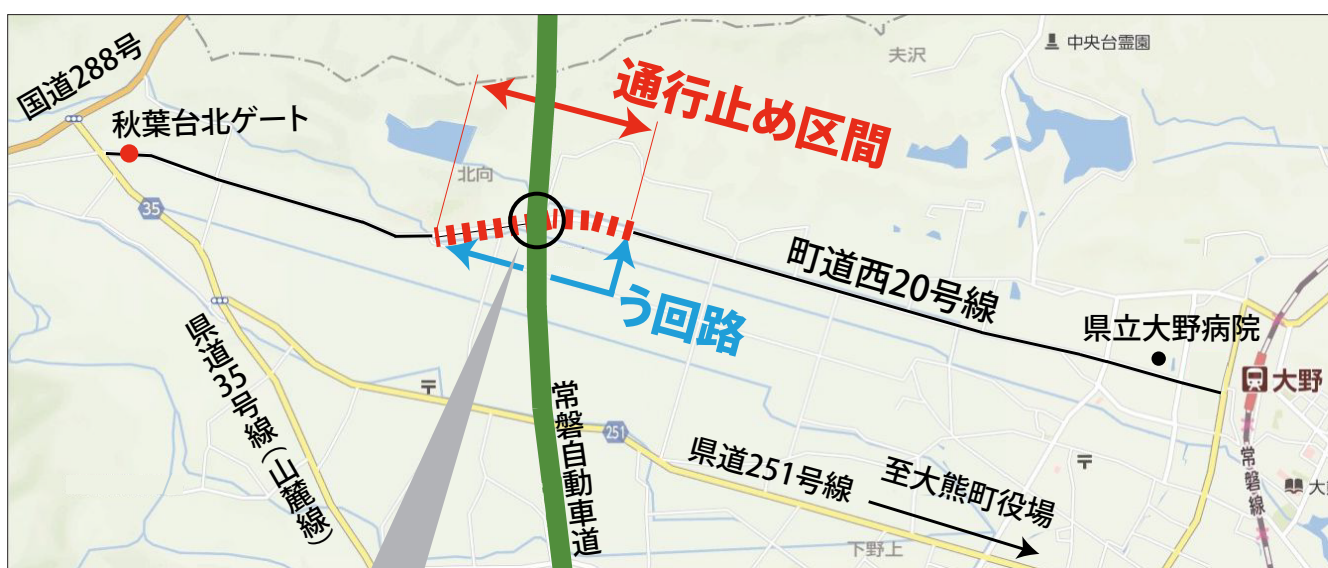 国道288号
秋葉台北ゲート
35
北向
通行止め区間
夫沢
中央台霊園
町道西20号線
う回路
県立大野病院
大野
県道35号線(山麓線)
常磐自動車道
251
県道251号線
至大熊町役場
下野上
常磐線